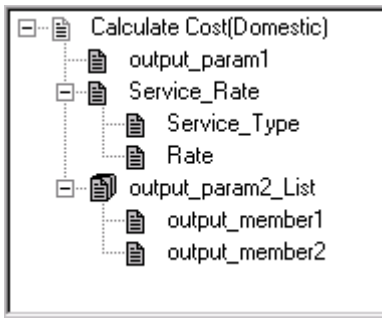 Calculate Cost(Domestic)
output_param1
Service_Rate
Service_Type
Rate
output_param2_List
output_member1
output_member2